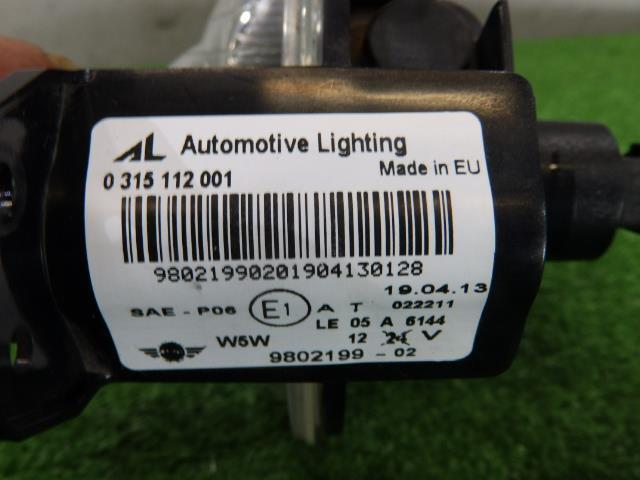 AL Automotive Lighting
Made in EU
0 315 112 001
980219902201904130128
19.04.13
SAE - P06 E1 A T 022211
LE 05 A 6144
W5W 12 24 V
9802199 - 02